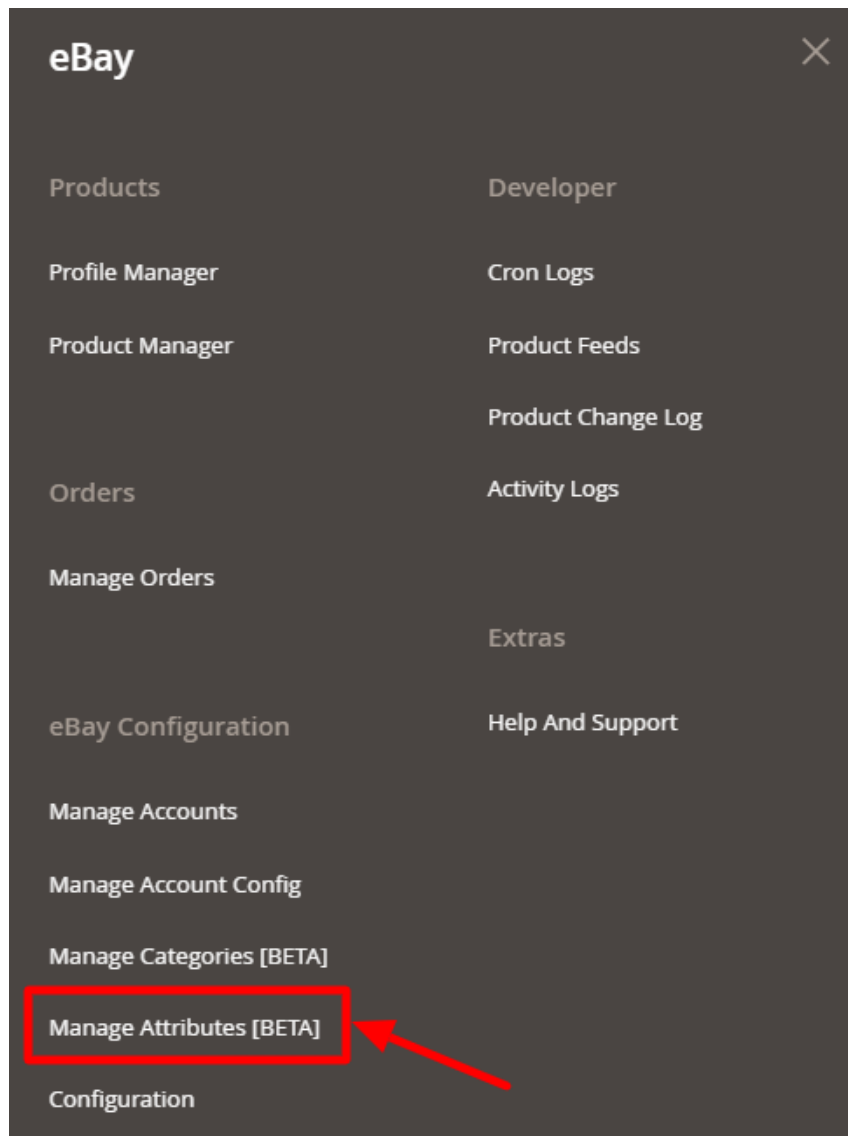 eBay
Products
Profile Manager
Product Manager
Orders
Manage Orders
eBay Configuration
Manage Accounts
Manage Account Config
Manage Categories [BETA]
Manage Attributes [BETA]
Configuration
Developer
Cron Logs
Product Feeds
Product Change Log
Activity Logs
Extras
Help And Support